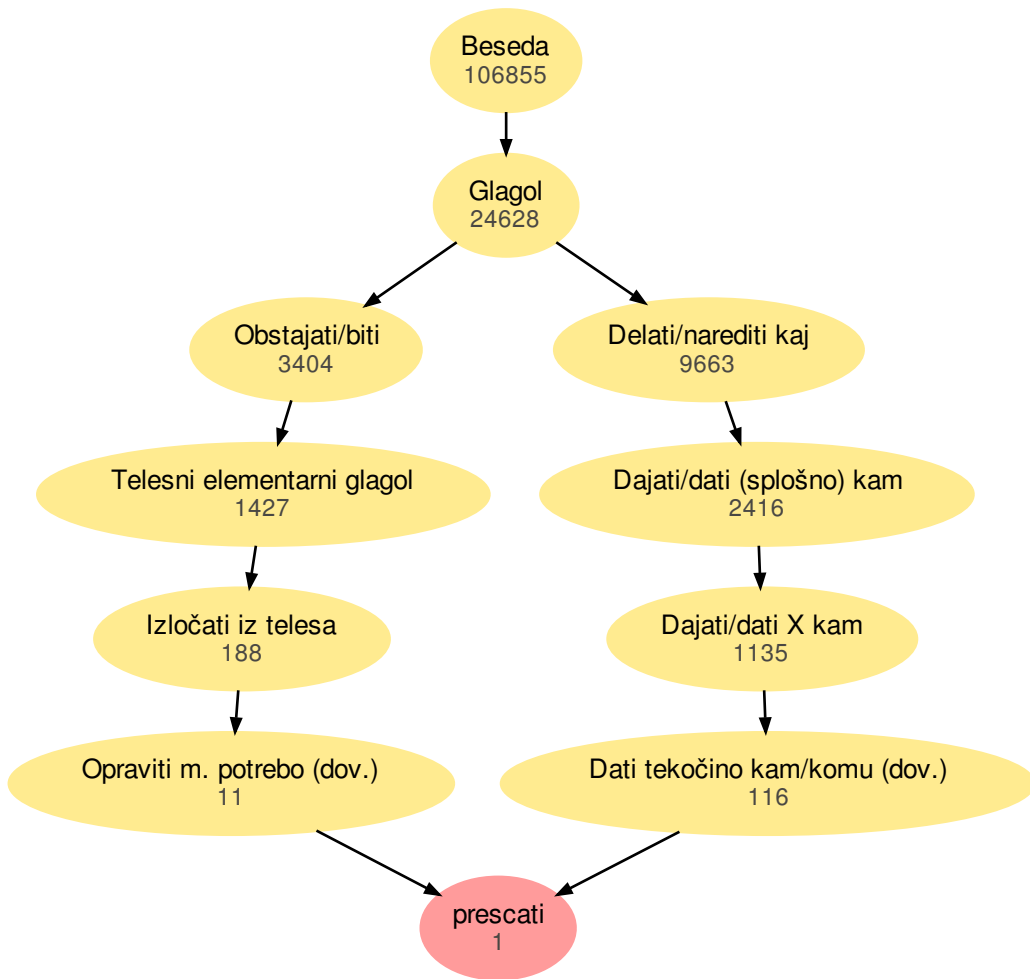 Beseda
106855
Glagol
24628
Obstajati/biti
3404
Delati/narediti kaj
9663
Telesni elementarni glagol
1427
Dajati/dati (splošno) kam
2416
Izločati iz telesa
188
Dajati/dati X kam
1135
Opraviti m. potrebo (dov.)
11
Dati tekočino kam/komu (dov.)
116
prescati
1